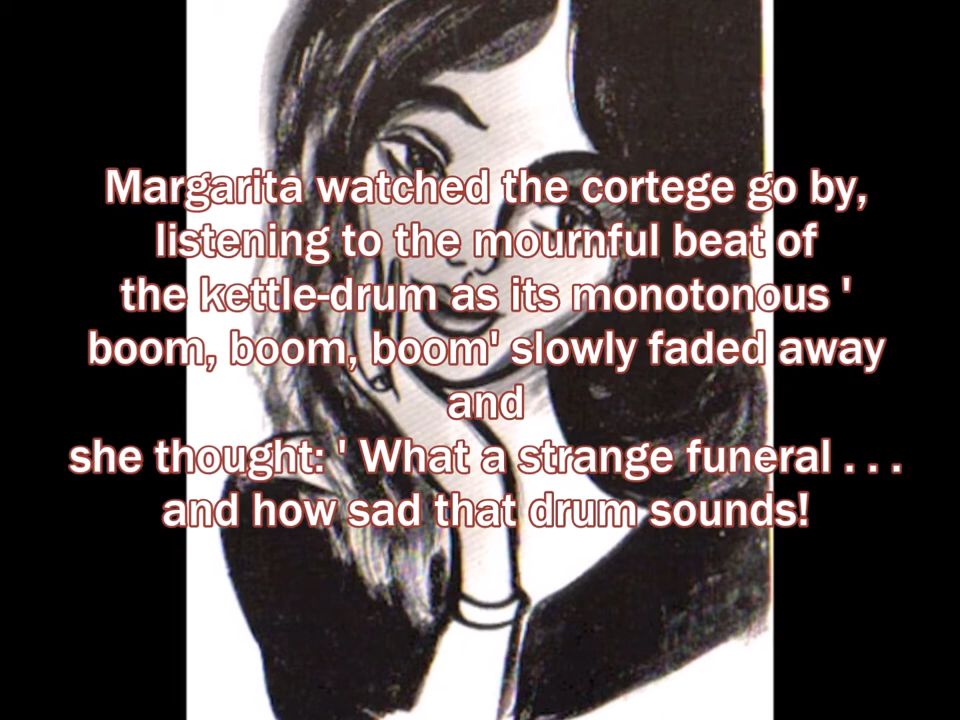 Margarita watched the cortege go by,
listening to the mournful beat of
the kettle-drum as its monotonous '
boom, boom, boom' slowly faded away
and
she thought: ' What a strange funeral . . .
and how sad that drum sounds!